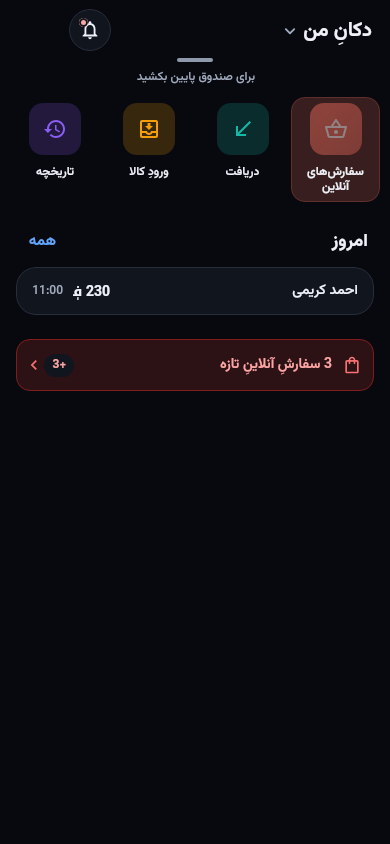 دکانِ من
برای صندوق پایین بکشید
سفارش‌های
آنلاین
دریافت
ورودِ کالا
تاریخچه
امروز
همه
احمد کریمی
230 ؋
11:00
3 سفارشِ آنلاینِ تازه
+3